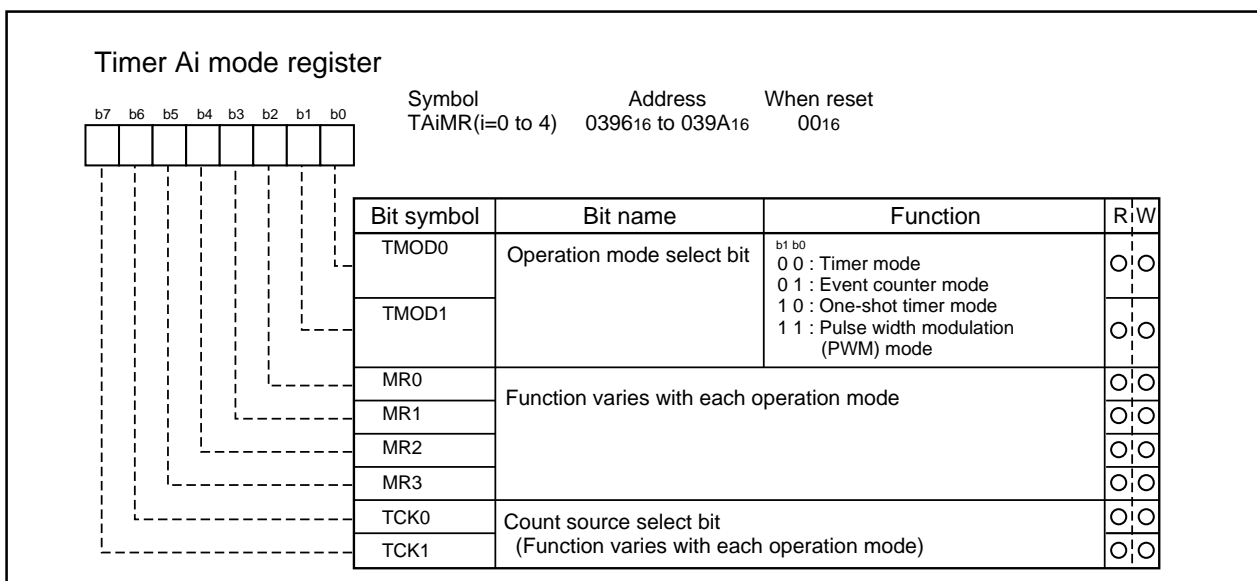 Timer Ai mode register
Symbol Address When reset
TAiMR(i=0 to 4) 039616 to 039A16 0016
b7 b6 b5 b4 b3 b2 b1 b0
Bit symbol Bit name Function R W
TMOD0 Operation mode select bit b1 b0
0 0 : Timer mode
0 1 : Event counter mode
1 0 : One-shot timer mode
TMOD1 1 1 : Pulse width modulation
(PWM) mode
MR0 Function varies with each operation mode
MR1
MR2
MR3
TCK0 Count source select bit
TCK1 (Function varies with each operation mode)